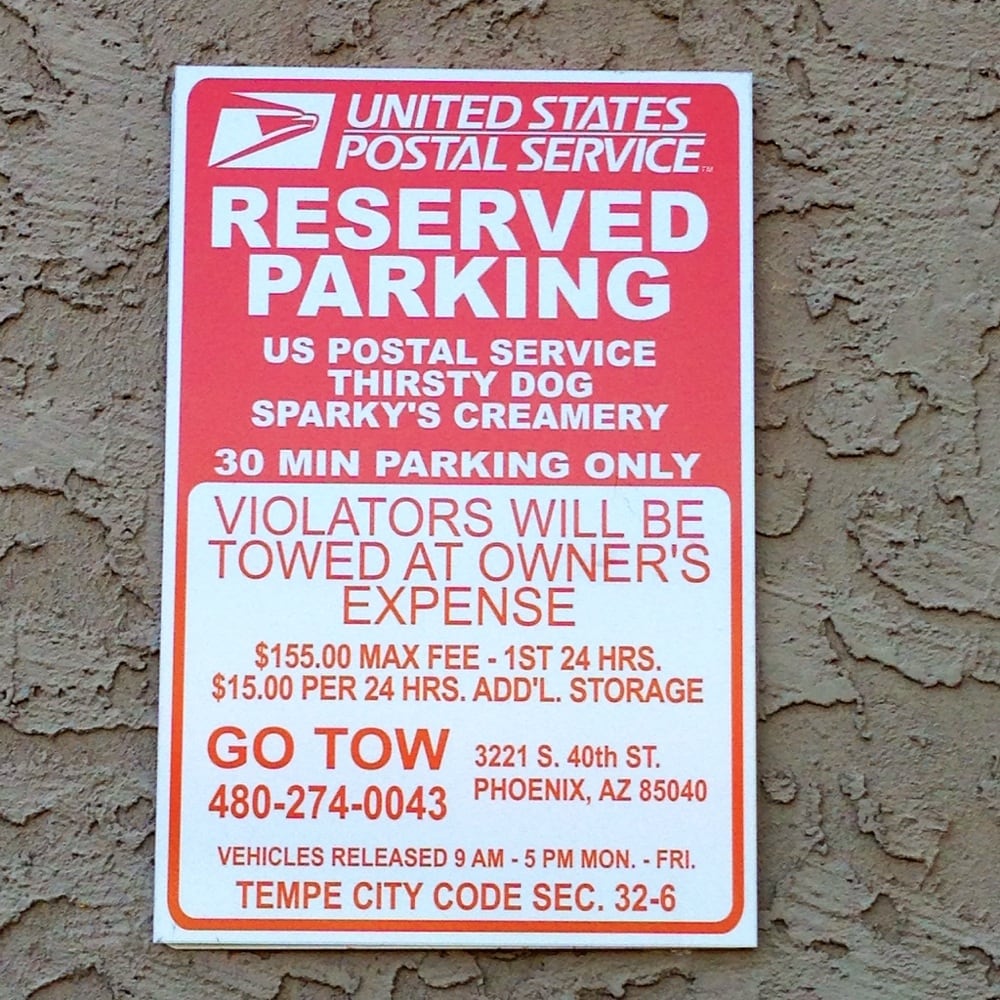 UNITED STATES
POSTAL SERVICE™
RESERVED
PARKING
US POSTAL SERVICE
THIRSTY DOG
SPARKY'S CREAMERY
30 MIN PARKING ONLY
VIOLATORS WILL BE
TOWED AT OWNER'S
EXPENSE
$155.00 MAX FEE - 1ST 24 HRS.
$15.00 PER 24 HRS. ADD'L. STORAGE
GO TOW
480-274-0043
3221 S. 40th ST.
PHOENIX, AZ 85040
VEHICLES RELEASED 9 AM - 5 PM MON. - FRI.
TEMPE CITY CODE SEC. 32-6